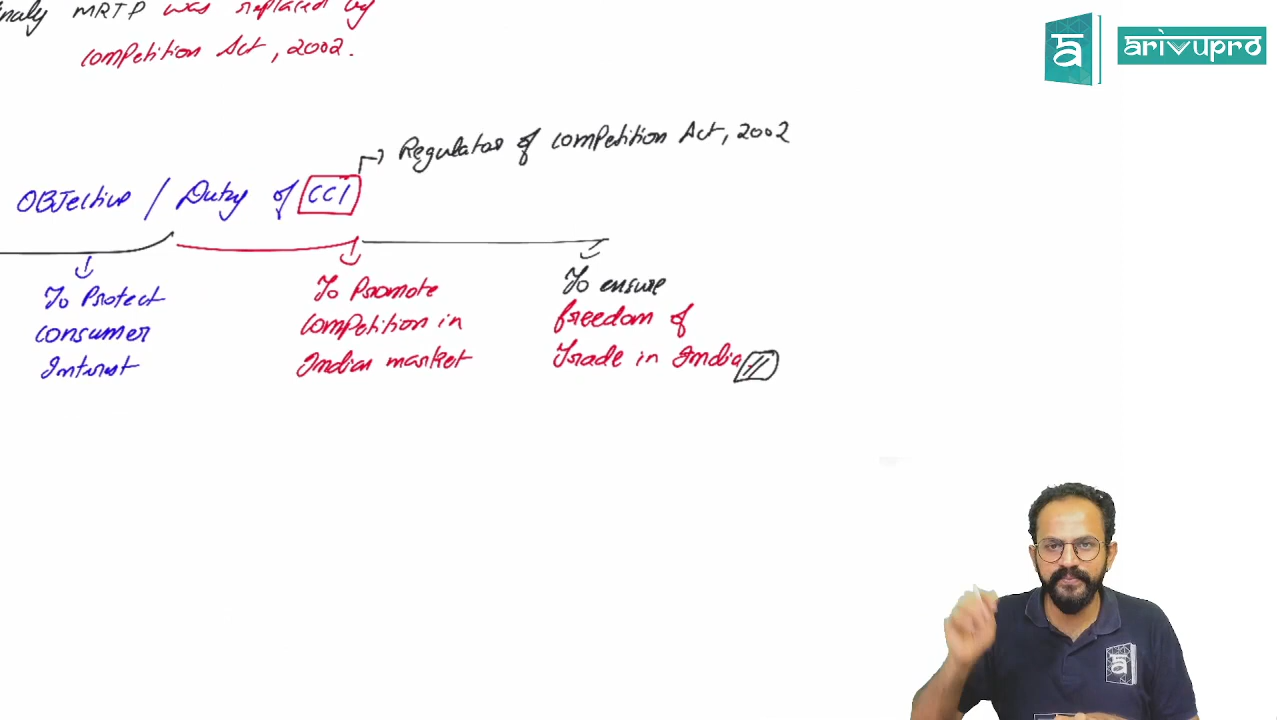 MRTP was replaced by
Competition Act, 2002.
arivupro
Regulator of Competition Act, 2002
Objective / Duty of CCI
To Protect
consumer
Interest
To Promote
Competition in
Indian market
To ensure
freedom of
Trade in India